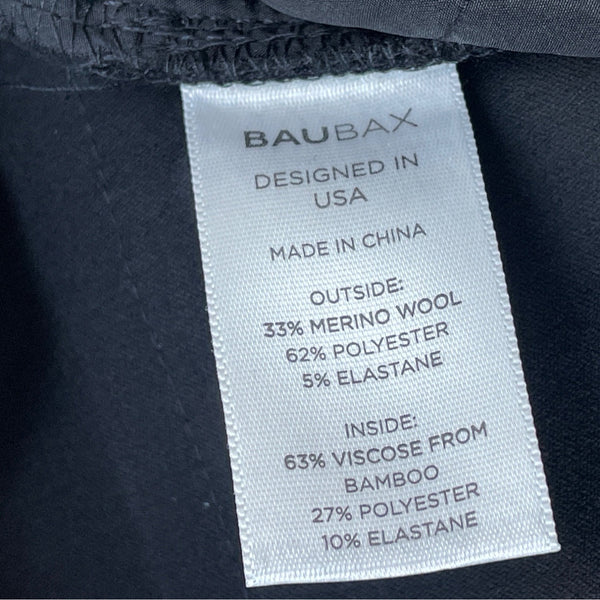 BAUBAX
DESIGNED IN
USA
MADE IN CHINA
OUTSIDE:
33% MERINO WOOL
62% POLYESTER
5% ELASTANE
INSIDE:
63% VISCOSE FROM
BAMBOO
27% POLYESTER
10% ELASTANE